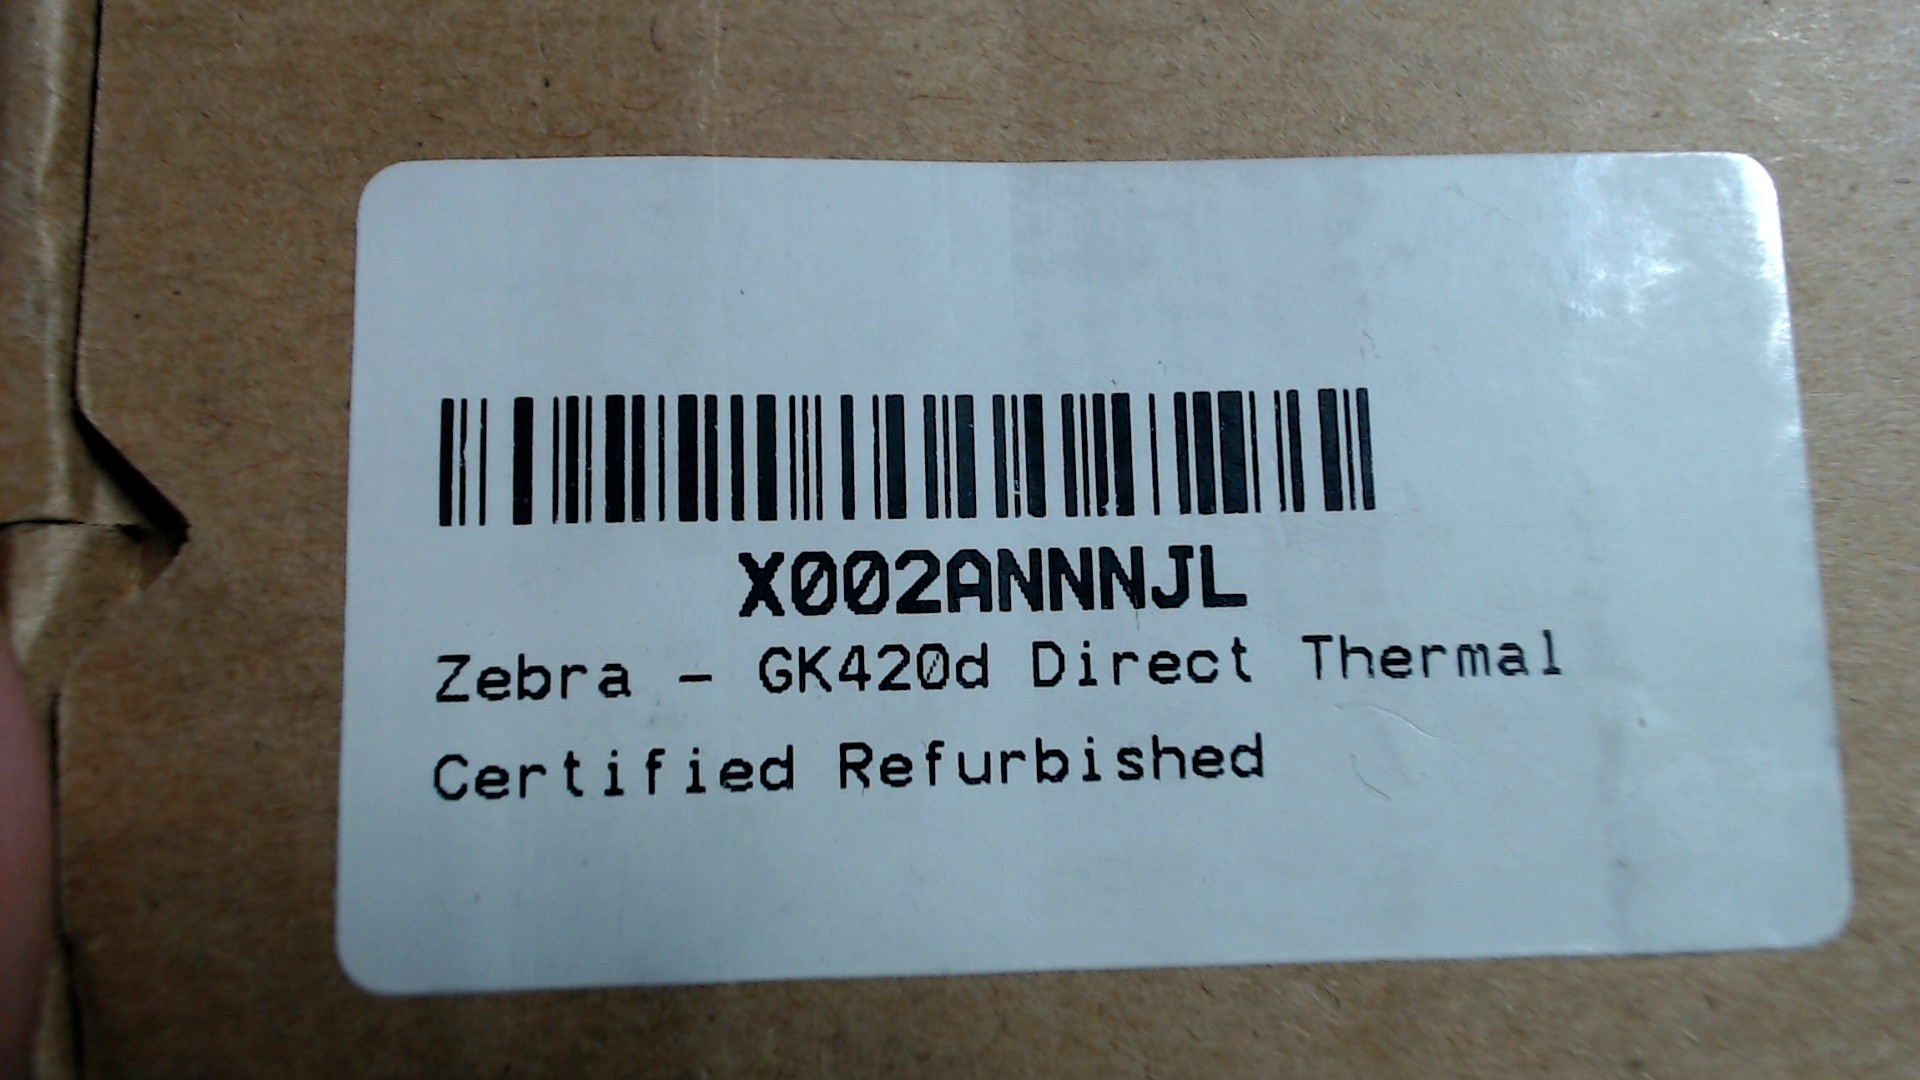 X002ANNNJL
Zebra - GK420d Direct Thermal
Certified Refurbished